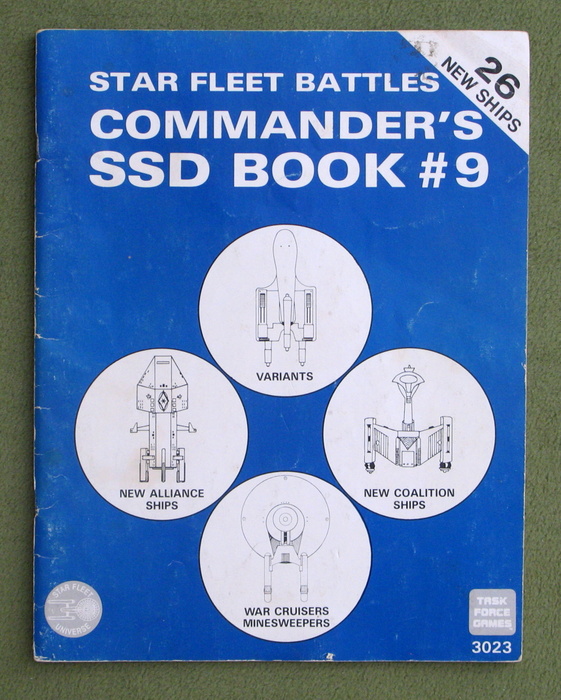 26
NEW SHIPS
STAR FLEET BATTLES
COMMANDER'S
SSD BOOK #9
VARIANTS
NEW ALLIANCE
SHIPS
NEW COALITION
SHIPS
WAR CRUISERS
MINESWEEPERS
STAR FLEET
UNIVERSE
TASK
FORCE
GAMES
3023